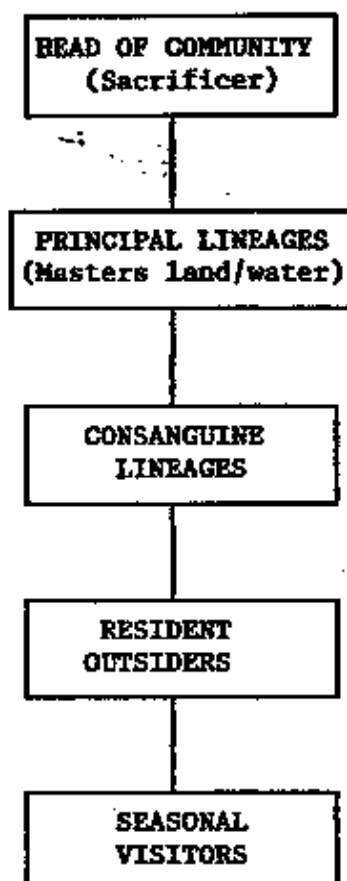 HEAD OF COMMUNITY
(Sacrificer)
PRINCIPAL LINEAGES
(Masters land/water)
CONSANGUINE
LINEAGES
RESIDENT
OUTSIDERS
SEASONAL
VISITORS